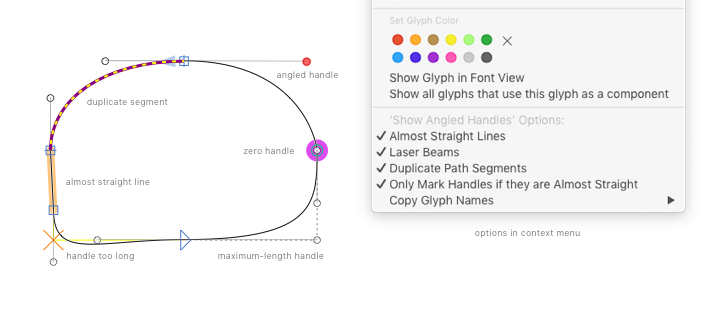 angled handle
duplicate segment
zero handle
almost straight line
handle too long
maximum-length handle
Set Glyph Color
Show Glyph in Font View
Show all glyphs that use this glyph as a component
'Show Angled Handles' Options:
Almost Straight Lines
Laser Beams
Duplicate Path Segments
Only Mark Handles if they are Almost Straight
Copy Glyph Names
options in context menu